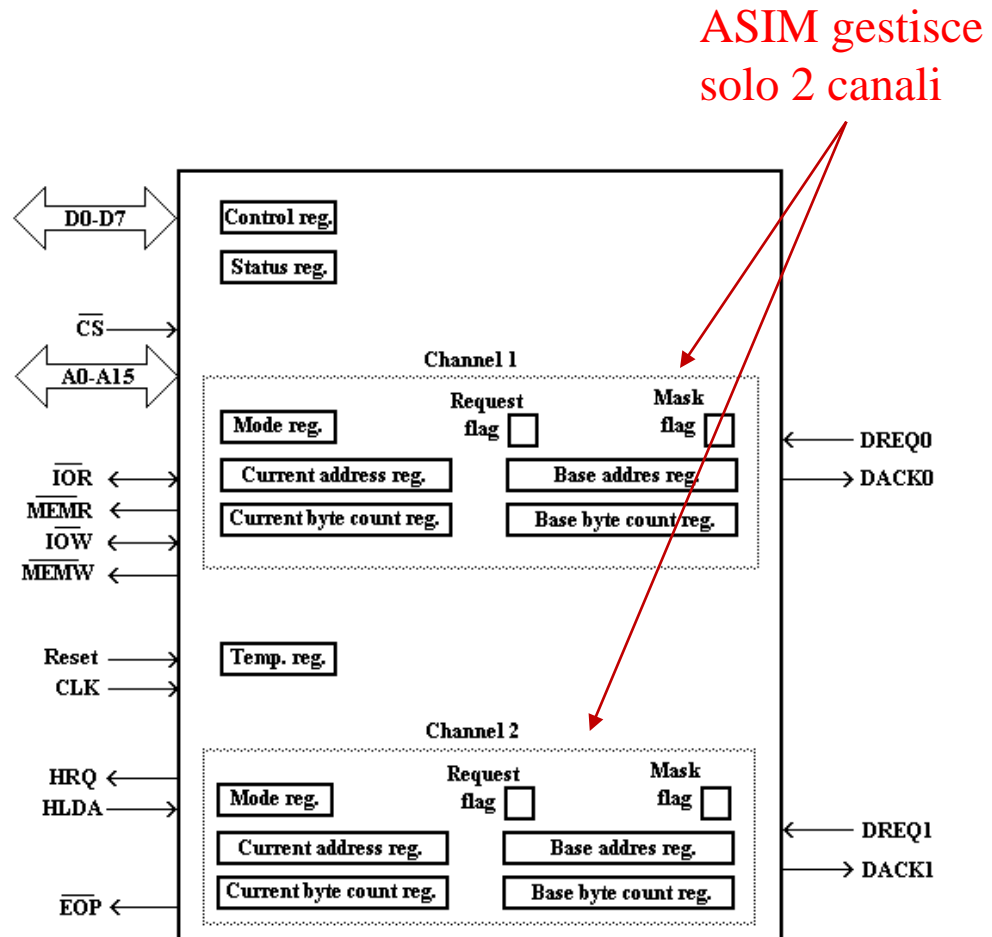 ASIM gestisce
solo 2 canali
D0-D7
Control reg.
Status reg.
CS
A0-A15
Channel 1
Mode reg.
Request
flag
Mask
flag
DREQ0
IOR
Current address reg.
Base addres reg.
DACK0
MEMR
Current byte count reg.
Base byte count reg.
IOW
MEMW
Reset
Temp. reg.
CLK
Channel 2
HRQ
Mode reg.
Request
flag
Mask
flag
HLDA
DREQ1
Current address reg.
Base addres reg.
DACK1
Current byte count reg.
Base byte count reg.
EOP